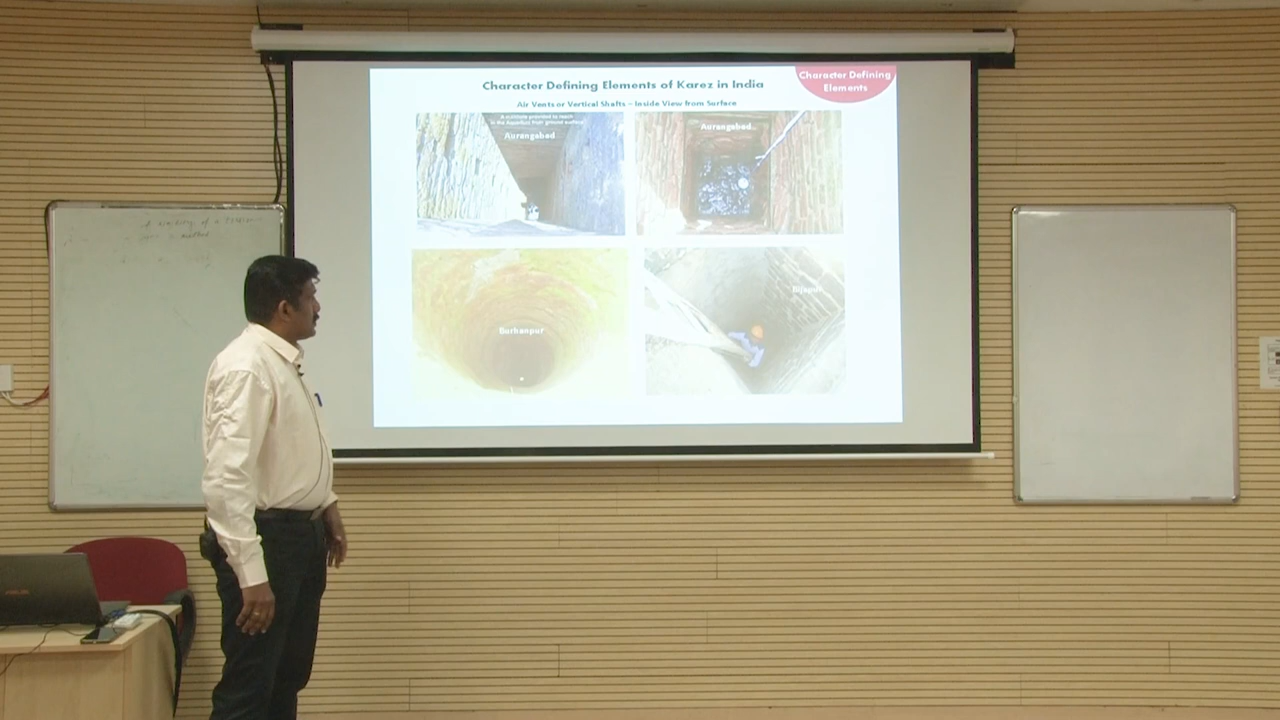 Character Defining Elements of Karez in India
Character Defining
Elements
Air Vents or Vertical Shafts – Inside View from Surface
Aurangabad
Aurangabad
Burhanpur
Bijapur
ASUS